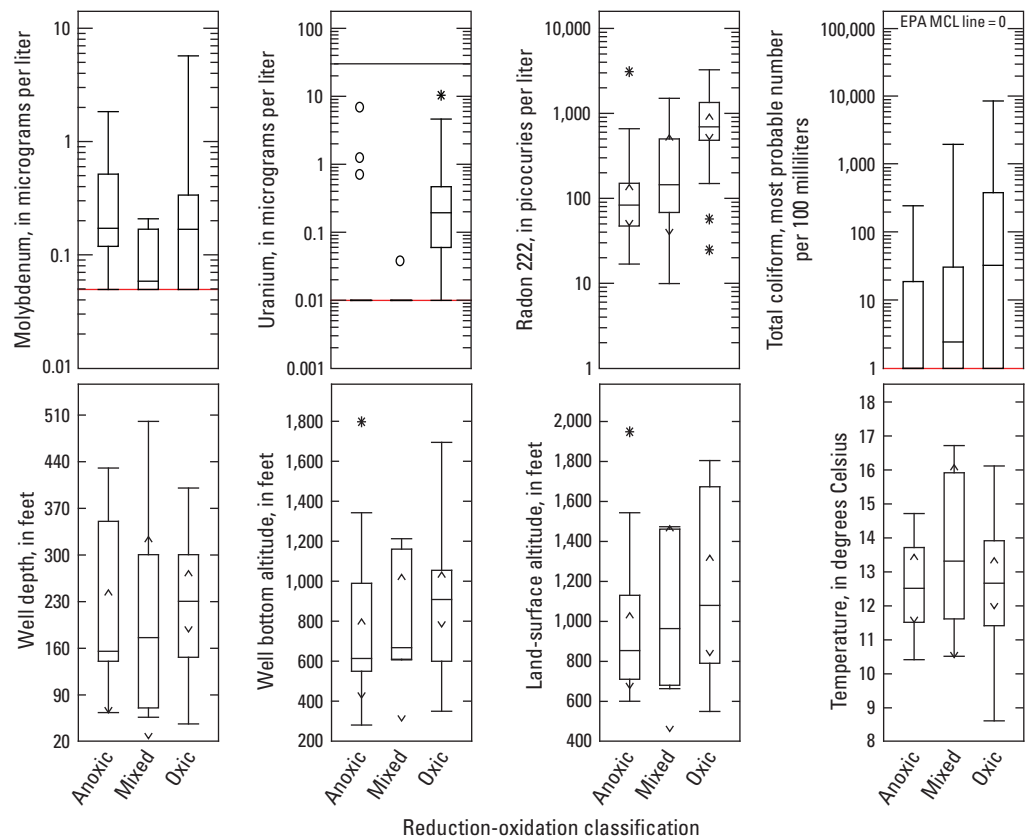 Molybdenum, in micrograms per liter
10
1
0.1
0.01
Uranium, in micrograms per liter
100
10
1
0.1
0.01
0.001
Radon 222, in picocuries per liter
10,000
1,000
100
10
1
Total coliform, most probable number
per 100 milliliters
100,000
10,000
1,000
100
10
1
EPA MCL line = 0
Well depth, in feet
510
440
370
300
230
160
90
20
Anoxic
Mixed
Oxic
Well bottom altitude, in feet
1,800
1,600
1,400
1,200
1,000
800
600
400
200
Anoxic
Mixed
Oxic
Land-surface altitude, in feet
2,000
1,800
1,600
1,400
1,200
1,000
800
600
400
Anoxic
Mixed
Oxic
Temperature, in degrees Celsius
18
17
16
15
14
13
12
11
10
9
8
Anoxic
Mixed
Oxic
Reduction-oxidation classification